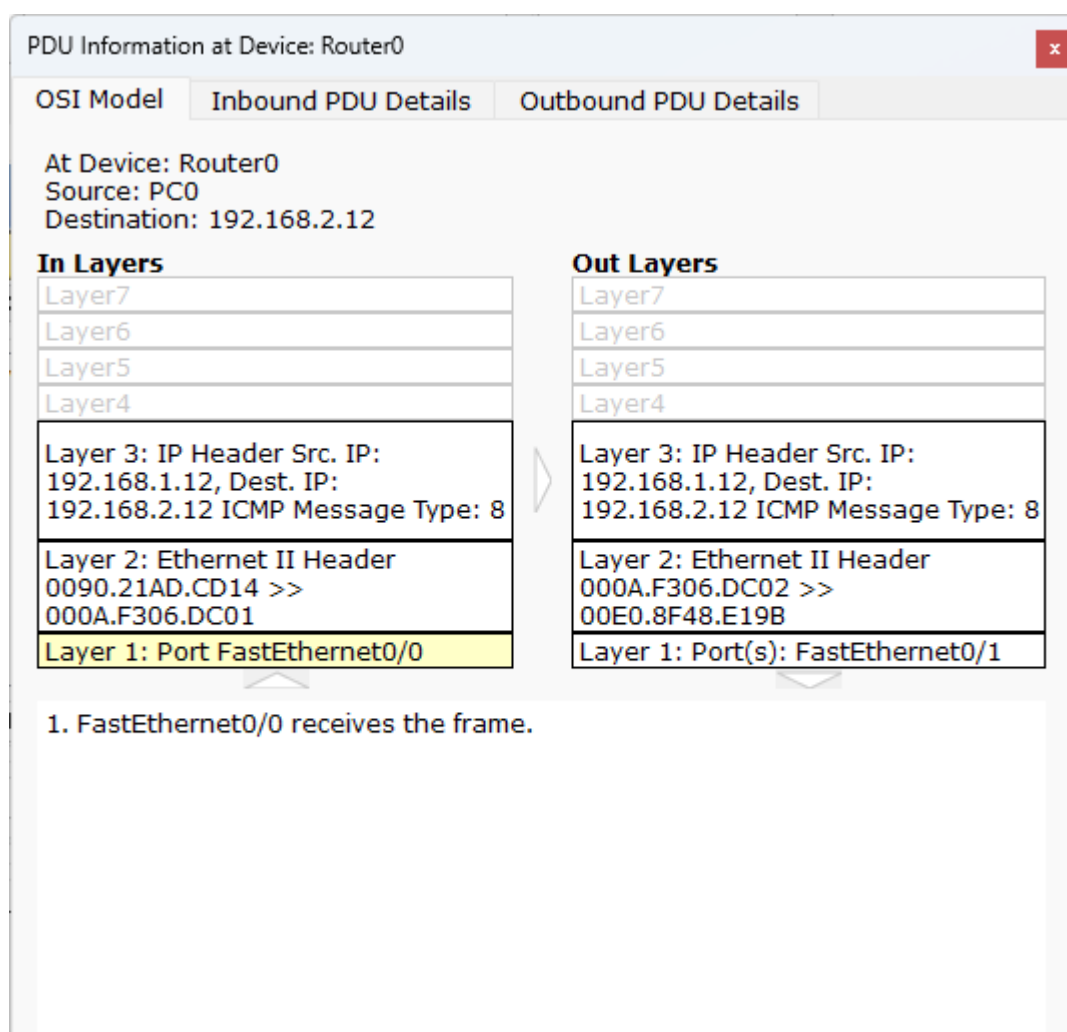 PDU Information at Device: Router0
x
OSI Model
Inbound PDU Details
Outbound PDU Details
At Device: Router0
Source: PC0
Destination: 192.168.2.12
In Layers
Layer7
Layer6
Layer5
Layer4
Layer 3: IP Header Src. IP:
192.168.1.12, Dest. IP:
192.168.2.12 ICMP Message Type: 8
Layer 2: Ethernet II Header
0090.21AD.CD14 >>
000A.F306.DC01
Layer 1: Port FastEthernet0/0
Out Layers
Layer7
Layer6
Layer5
Layer4
Layer 3: IP Header Src. IP:
192.168.1.12, Dest. IP:
192.168.2.12 ICMP Message Type: 8
Layer 2: Ethernet II Header
000A.F306.DC02 >>
00E0.8F48.E19B
Layer 1: Port(s): FastEthernet0/1
1. FastEthernet0/0 receives the frame.